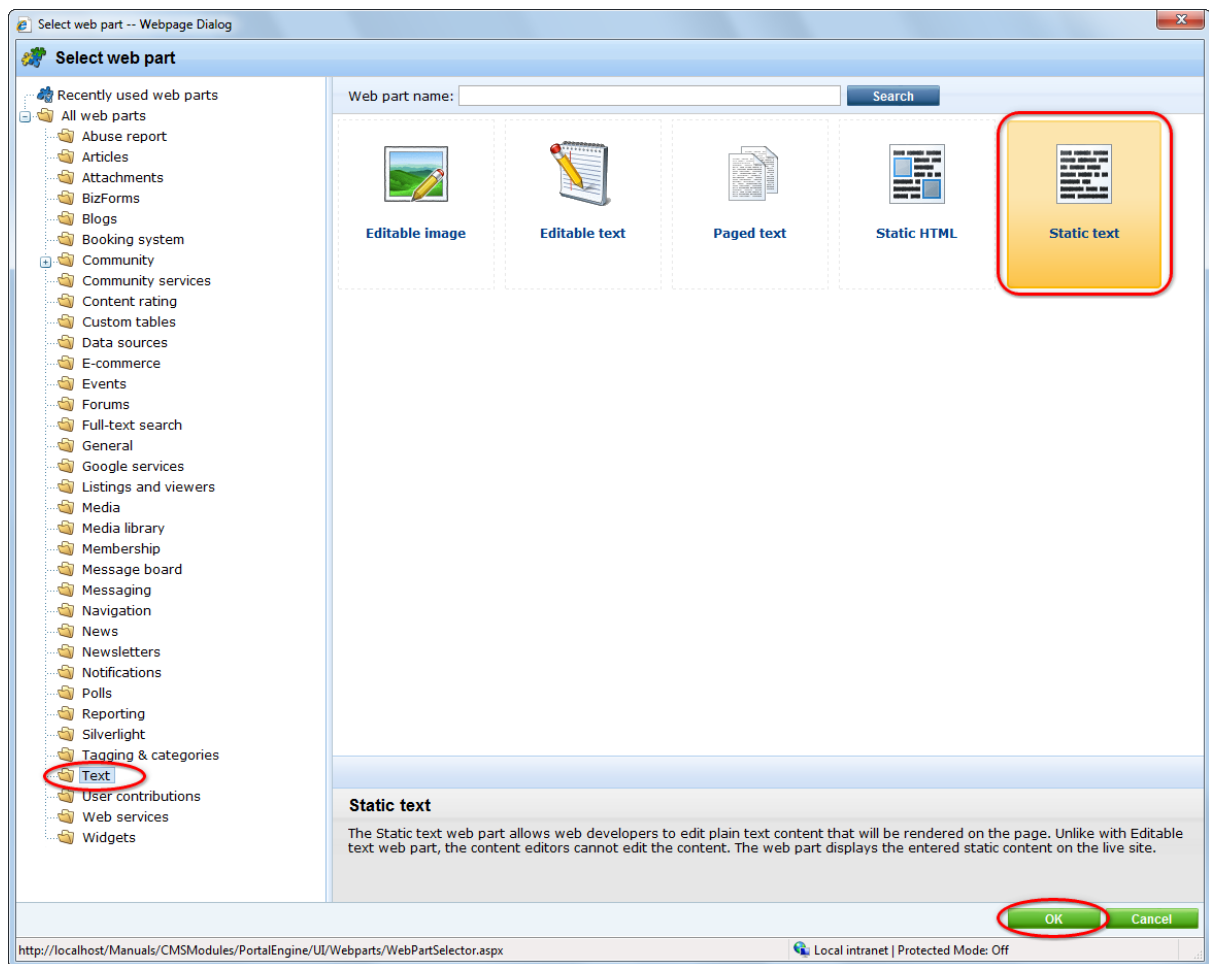 Select web part -- Webpage Dialog
Select web part
Recently used web parts
All web parts
Abuse report
Articles
Attachments
BizForms
Blogs
Booking system
Community
Community services
Content rating
Custom tables
Data sources
E-commerce
Events
Forums
Full-text search
General
Google services
Listings and viewers
Media
Media library
Membership
Message board
Messaging
Navigation
News
Newsletters
Notifications
Polls
Reporting
Silverlight
Tagging & categories
Text
User contributions
Web services
Widgets
Web part name:
Search
Editable image
Editable text
Paged text
Static HTML
Static text
Static text
The Static text web part allows web developers to edit plain text content that will be rendered on the page. Unlike with Editable
text web part, the content editors cannot edit the content. The web part displays the entered static content on the live site.
OK
Cancel
http://localhost/Manuals/CMSModules/PortalEngine/UI/Webparts/WebPartSelector.aspx
Local intranet | Protected Mode: Off